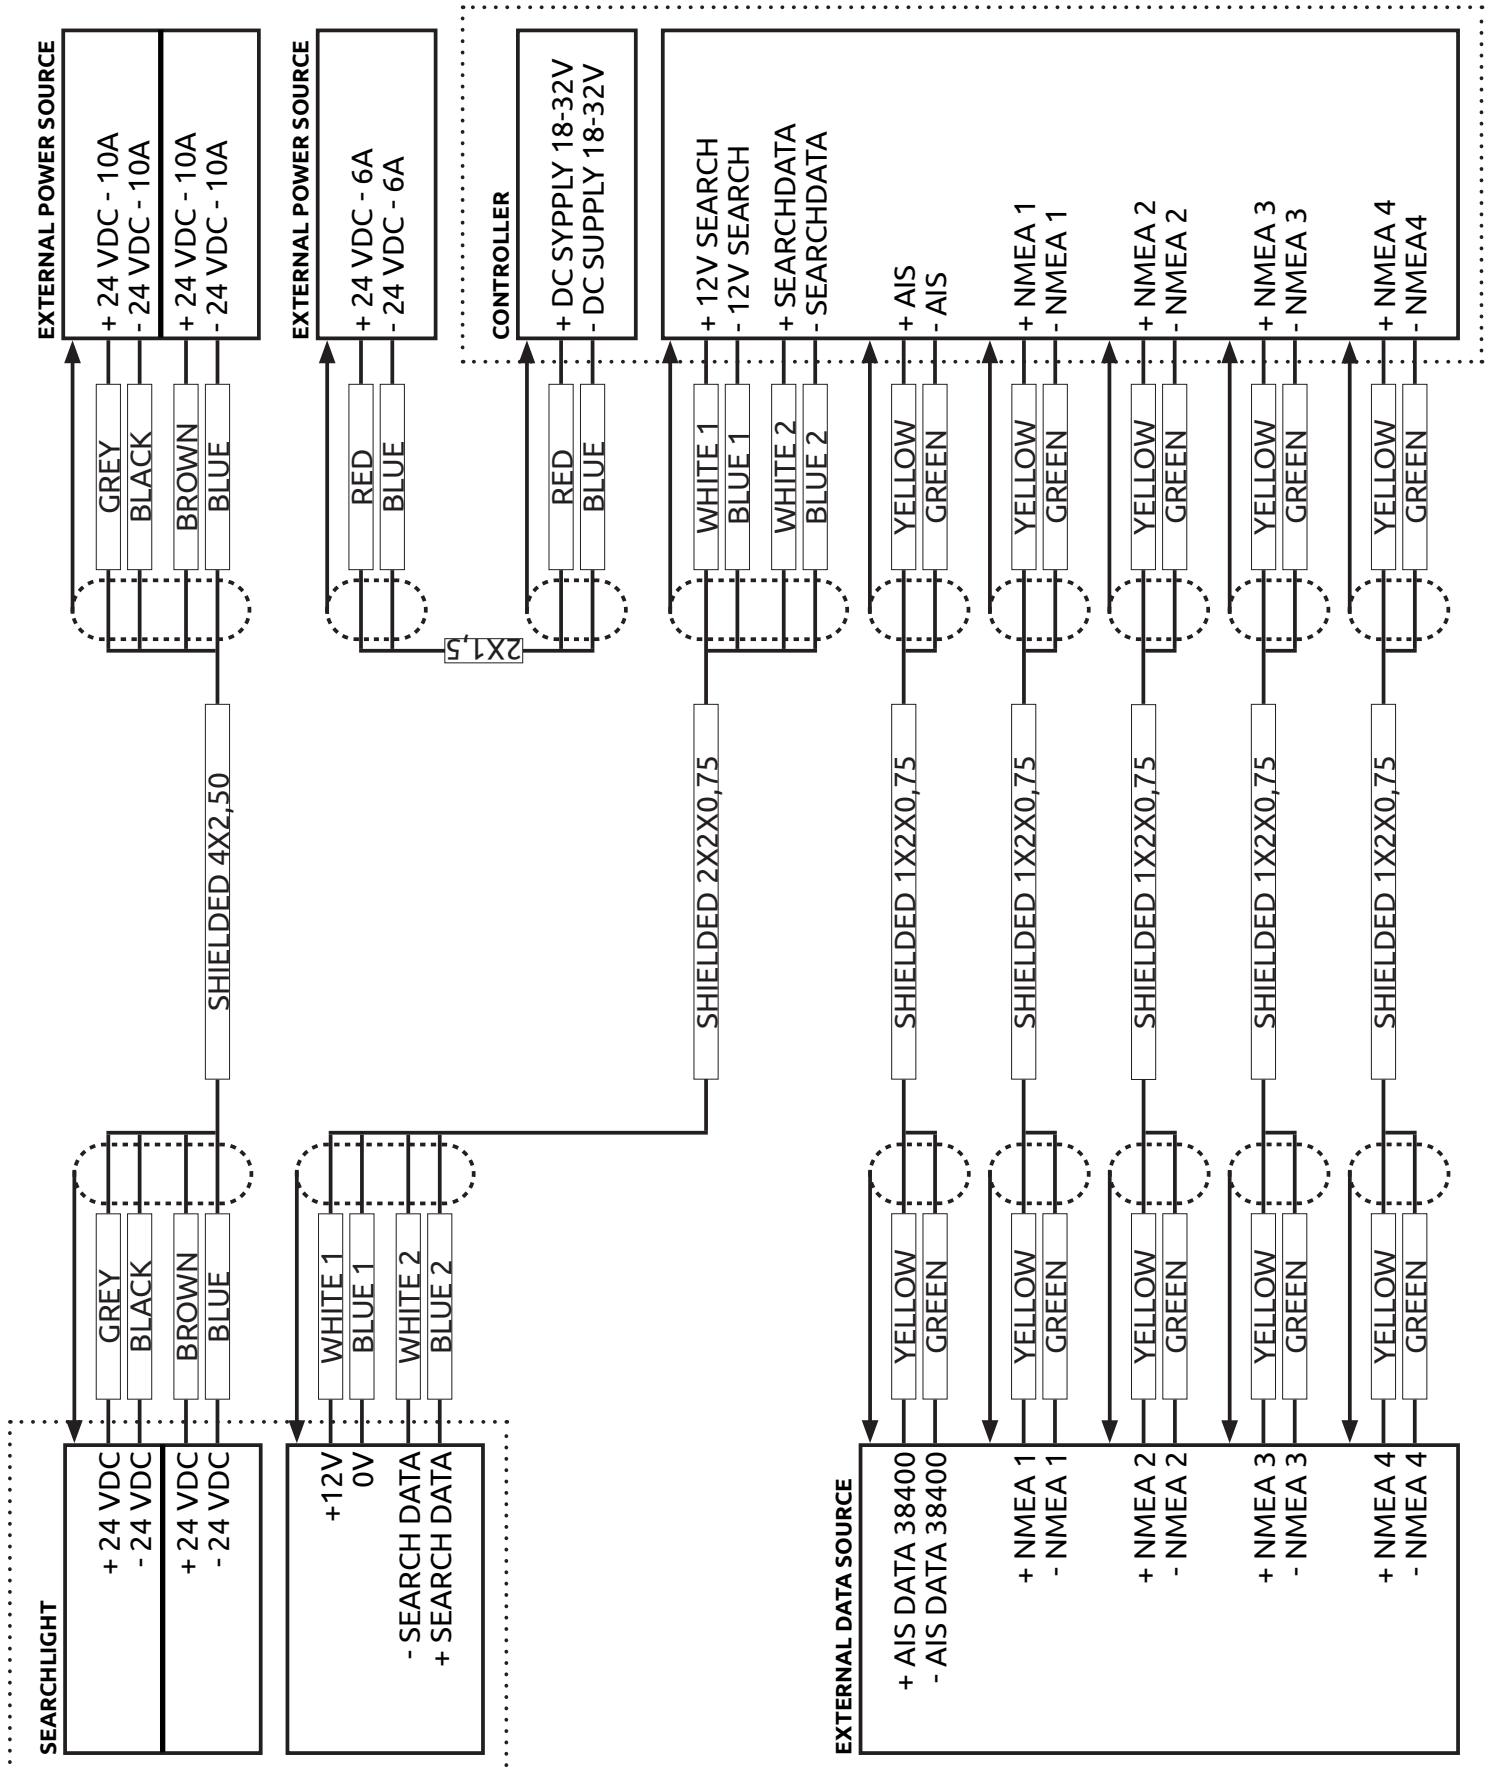 EXTERNAL POWER SOURCE
+ 24 VDC - 10A
- 24 VDC - 10A
+ 24 VDC - 10A
- 24 VDC - 10A
GREY
BLACK
BROWN
BLUE
SHIELDED 4X2,50
GREY
BLACK
BROWN
BLUE
SEARCHLIGHT
+ 24 VDC
- 24 VDC
+ 24 VDC
- 24 VDC
EXTERNAL POWER SOURCE
+ 24 VDC - 6A
- 24 VDC - 6A
RED
BLUE
2X1,5
CONTROLLER
+ DC SYPPLY 18-32V
- DC SUPPLY 18-32V
RED
BLUE
+ 12V SEARCH
- 12V SEARCH
+ SEARCHDATA
- SEARCHDATA
WHITE 1
BLUE 1
WHITE 2
BLUE 2
SHIELDED 2X2X0,75
WHITE 1
BLUE 1
WHITE 2
BLUE 2
+12V
0V
- SEARCH DATA
+ SEARCH DATA
+ AIS
- AIS
YELLOW
GREEN
SHIELDED 1X2X0,75
YELLOW
GREEN
EXTERNAL DATA SOURCE
+ AIS DATA 38400
- AIS DATA 38400
+ NMEA 1
- NMEA 1
YELLOW
GREEN
SHIELDED 1X2X0,75
YELLOW
GREEN
+ NMEA 1
- NMEA 1
+ NMEA 2
- NMEA 2
YELLOW
GREEN
SHIELDED 1X2X0,75
YELLOW
GREEN
+ NMEA 2
- NMEA 2
+ NMEA 3
- NMEA 3
YELLOW
GREEN
SHIELDED 1X2X0,75
YELLOW
GREEN
+ NMEA 3
- NMEA 3
+ NMEA 4
- NMEA4
YELLOW
GREEN
SHIELDED 1X2X0,75
YELLOW
GREEN
+ NMEA 4
- NMEA 4